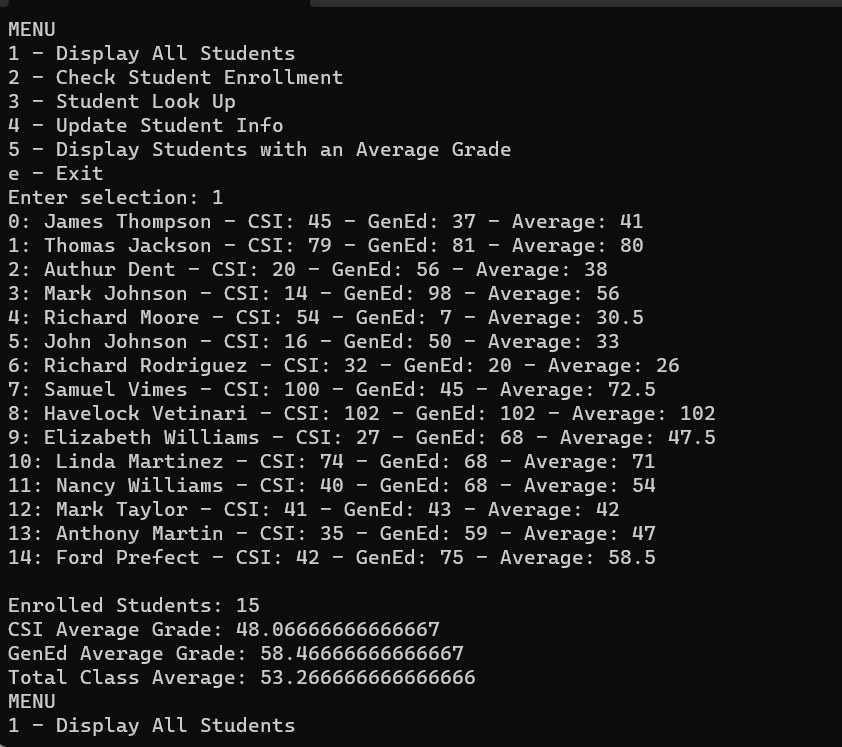 MENU
1 - Display All Students
2 - Check Student Enrollment
3 - Student Look Up
4 - Update Student Info
5 - Display Students with an Average Grade
e - Exit
Enter selection: 1
0: James Thompson - CSI: 45 - GenEd: 37 - Average: 41
1: Thomas Jackson - CSI: 79 - GenEd: 81 - Average: 80
2: Authur Dent - CSI: 20 - GenEd: 56 - Average: 38
3: Mark Johnson - CSI: 14 - GenEd: 98 - Average: 56
4: Richard Moore - CSI: 54 - GenEd: 7 - Average: 30.5
5: John Johnson - CSI: 16 - GenEd: 50 - Average: 33
6: Richard Rodriguez - CSI: 32 - GenEd: 20 - Average: 26
7: Samuel Vimes - CSI: 100 - GenEd: 45 - Average: 72.5
8: Havelock Vetinari - CSI: 102 - GenEd: 102 - Average: 102
9: Elizabeth Williams - CSI: 27 - GenEd: 68 - Average: 47.5
10: Linda Martinez - CSI: 74 - GenEd: 68 - Average: 71
11: Nancy Williams - CSI: 40 - GenEd: 68 - Average: 54
12: Mark Taylor - CSI: 41 - GenEd: 43 - Average: 42
13: Anthony Martin - CSI: 35 - GenEd: 59 - Average: 47
14: Ford Prefect - CSI: 42 - GenEd: 75 - Average: 58.5
Enrolled Students: 15
CSI Average Grade: 48.06666666666667
GenEd Average Grade: 58.46666666666667
Total Class Average: 53.266666666666666
MENU
1 - Display All Students